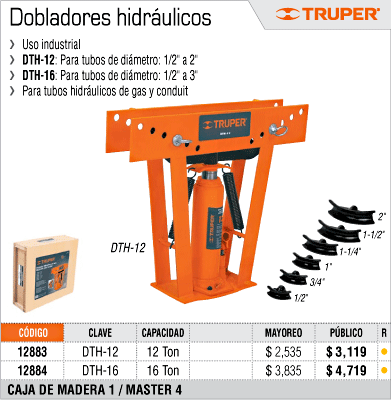 Dobladores hidráulicos
TRUPER®
Uso industrial
DTH-12: Para tubos de diámetro: 1/2" a 2"
DTH-16: Para tubos de diámetro: 1/2" a 3"
Para tubos hidráulicos de gas y conduit
TRUPER
DTH-12
2"
1-1/2"
1-1/4"
1"
3/4"
1/2"
CÓDIGO CLAVE CAPACIDAD MAYOREO PÚBLICO R
12883 DTH-12 12 Ton $ 2,535 $ 3,119
12884 DTH-16 16 Ton $ 3,835 $ 4,719
CAJA DE MADERA 1 / MASTER 4